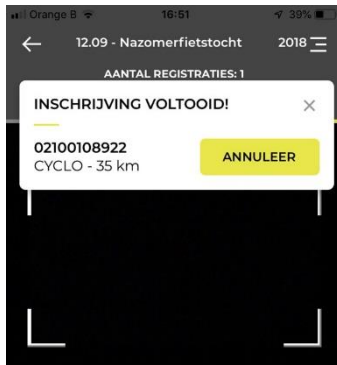 Orange B 16:51 39%
12.09 - Nazomerfietstocht 2018
AANTAL REGISTRATIES: 1
INSCHRIJVING VOLTOOID!
02100108922
CYCLO - 35 km
ANNULEER